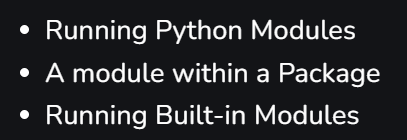 • Running Python Modules
• A module within a Package
• Running Built-in Modules